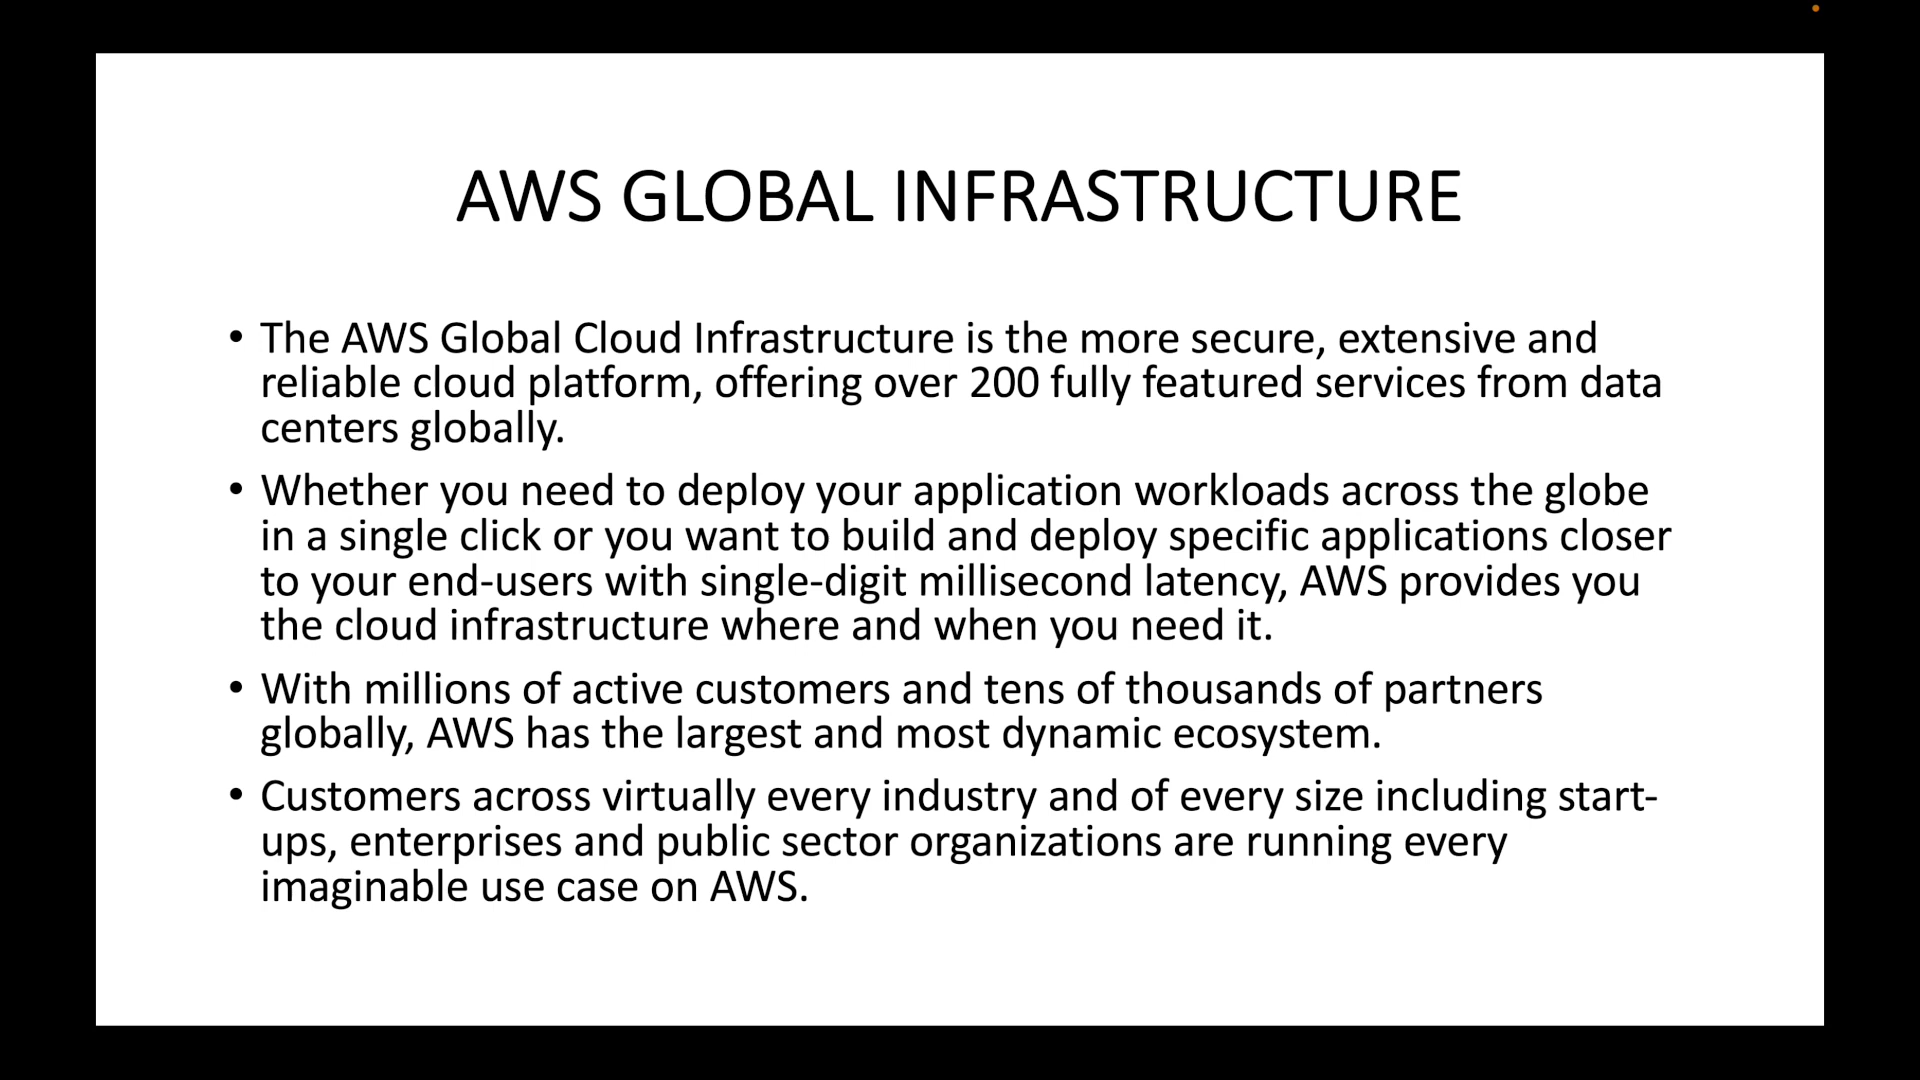 AWS GLOBAL INFRASTRUCTURE
• The AWS Global Cloud Infrastructure is the more secure, extensive and
reliable cloud platform, offering over 200 fully featured services from data
centers globally.
• Whether you need to deploy your application workloads across the globe
in a single click or you want to build and deploy specific applications closer
to your end-users with single-digit millisecond latency, AWS provides you
the cloud infrastructure where and when you need it.
• With millions of active customers and tens of thousands of partners
globally, AWS has the largest and most dynamic ecosystem.
• Customers across virtually every industry and of every size including start-
ups, enterprises and public sector organizations are running every
imaginable use case on AWS.